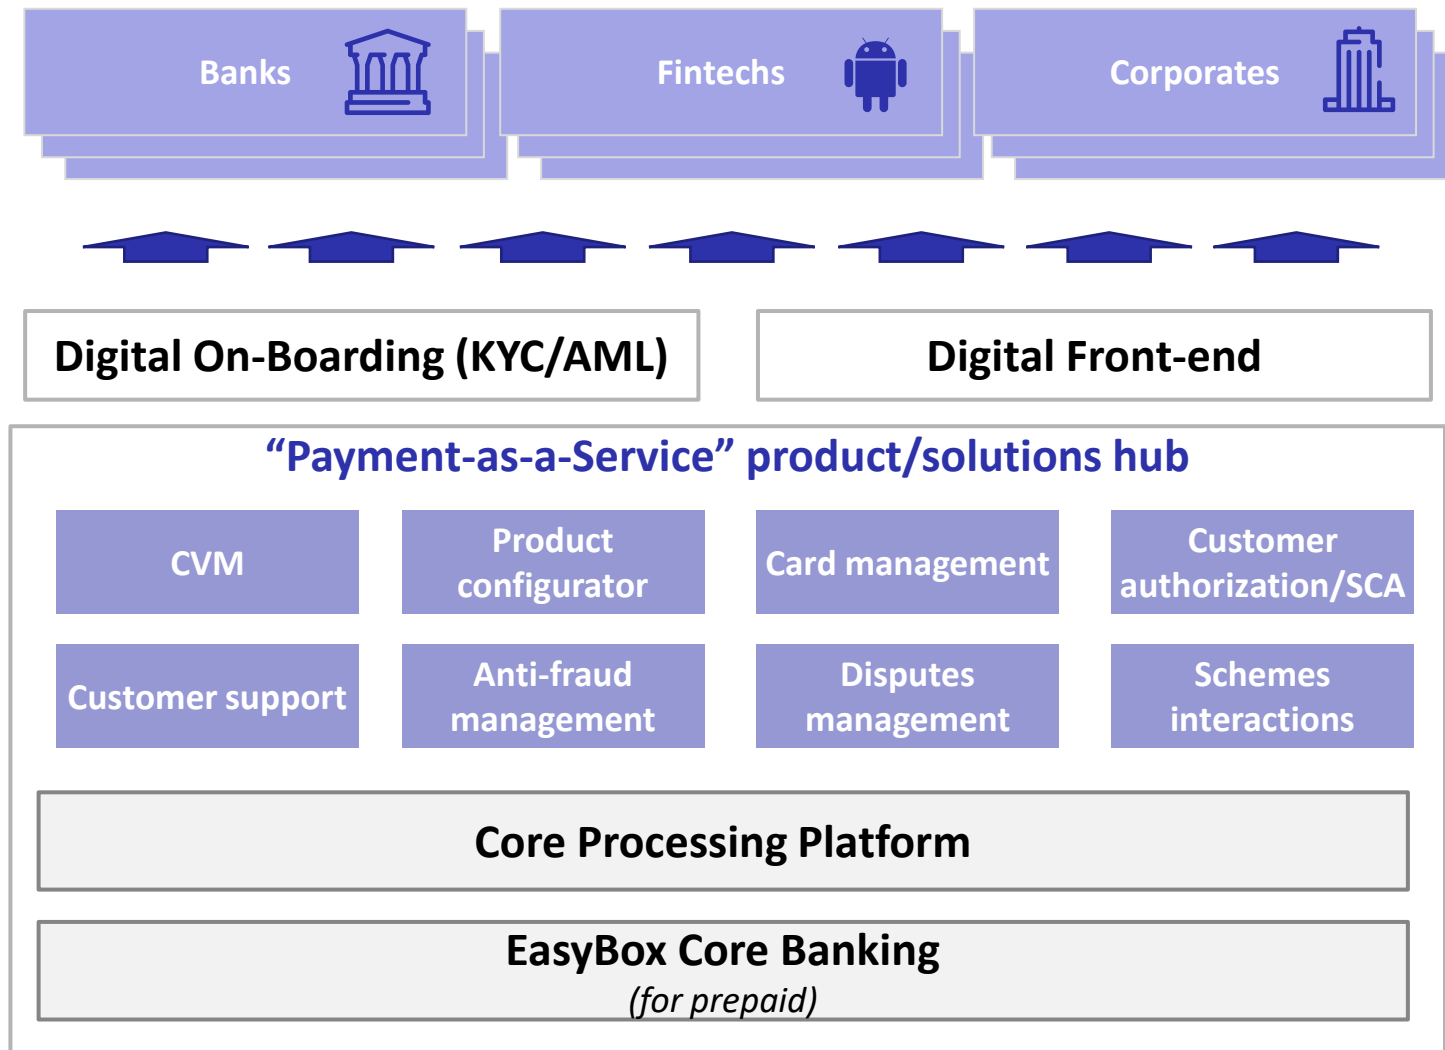 Banks
Fintechs
Corporates
Digital On-Boarding (KYC/AML)
Digital Front-end
“Payment-as-a-Service” product/solutions hub
CVM
Product
configurator
Card management
Customer
authorization/SCA
Customer support
Anti-fraud
management
Disputes
management
Schemes
interactions
Core Processing Platform
EasyBox Core Banking
(for prepaid)